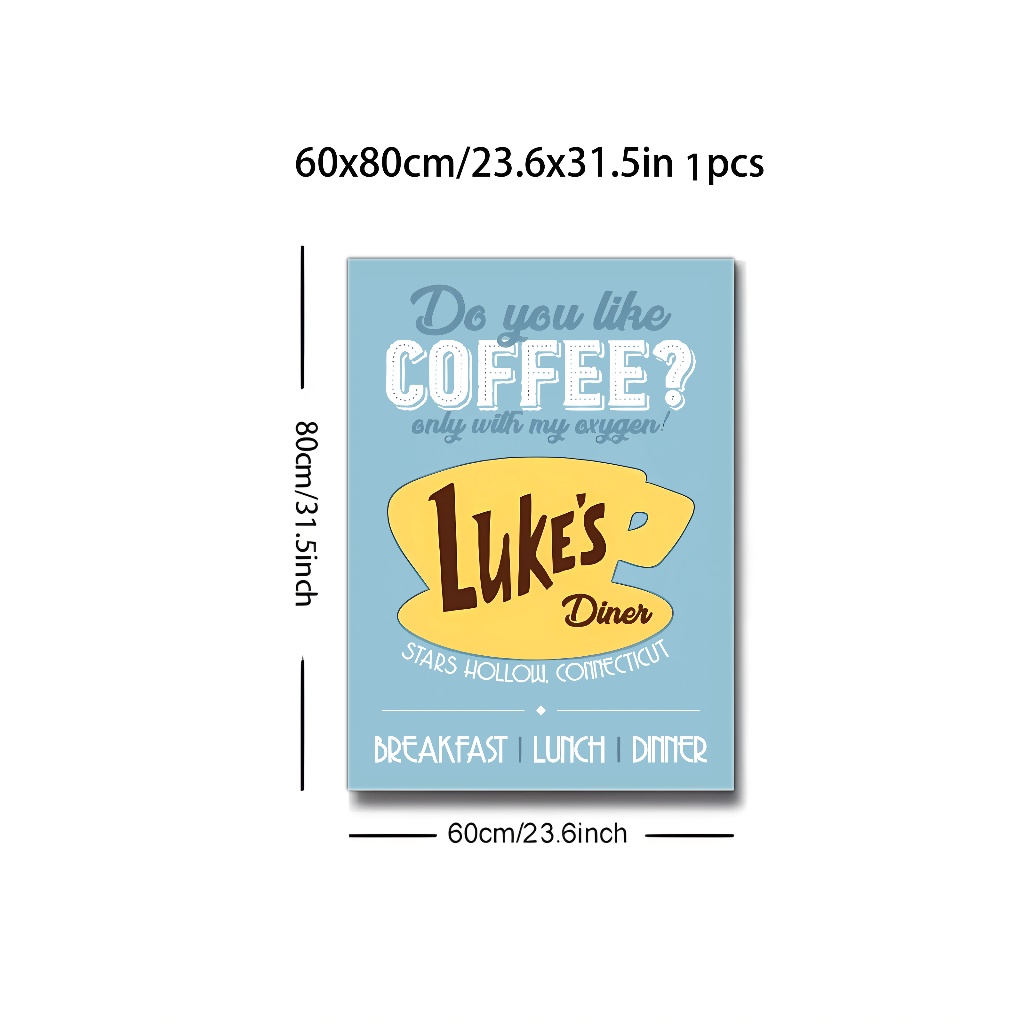 60x80cm/23.6x31.5in 1pcs
80cm/31.5inch
Do you like
COFFEE?
only with my oxygen!
LUKE'S
Diner
STARS HOLLOW, CONNECTICUT
BREAKFAST | LUNCH | DINNER
60cm/23.6inch